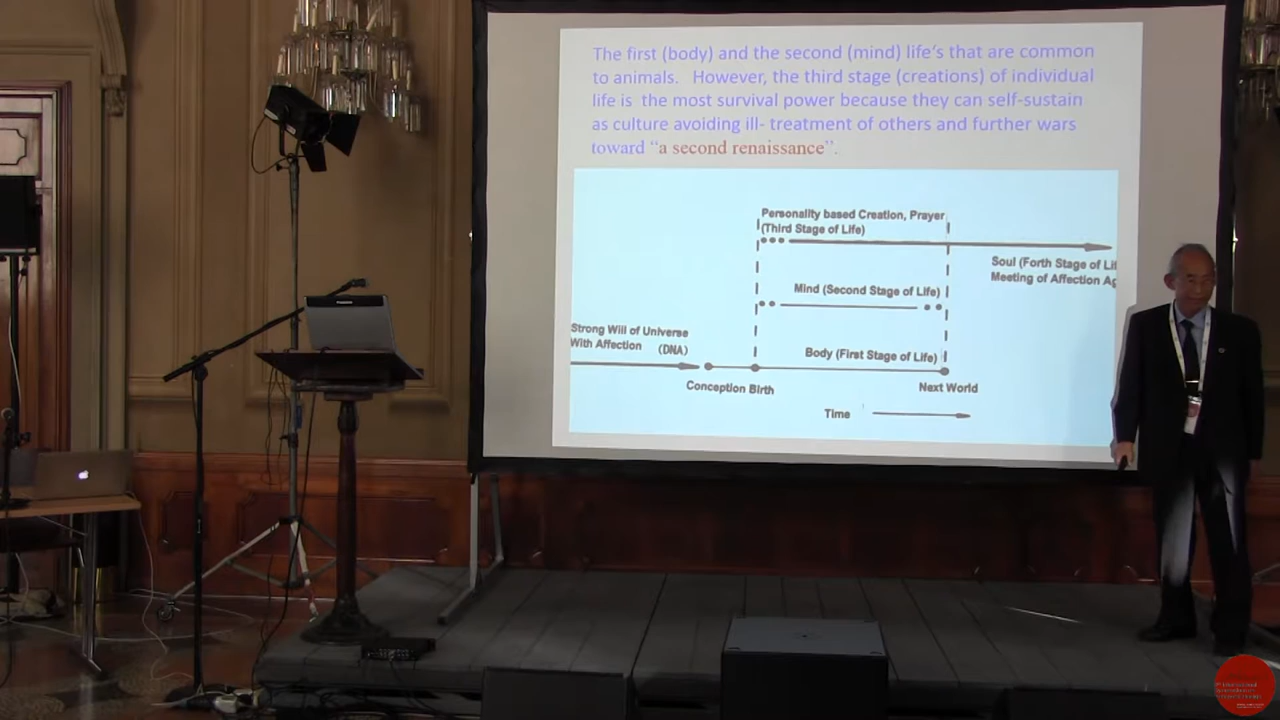 The first (body) and the second (mind) life's that are common
to animals. However, the third stage (creations) of individual
life is the most survival power because they can self-sustain
as culture avoiding ill- treatment of others and further wars
toward “a second renaissance”.
Personality based Creation, Prayer
(Third Stage of Life)
Soul (Forth Stage of Li
Meeting of Affection Ag
Mind (Second Stage of Life)
Strong Will of Universe
With Affection (DNA)
Body (First Stage of Life)
Conception Birth
Next World
Time